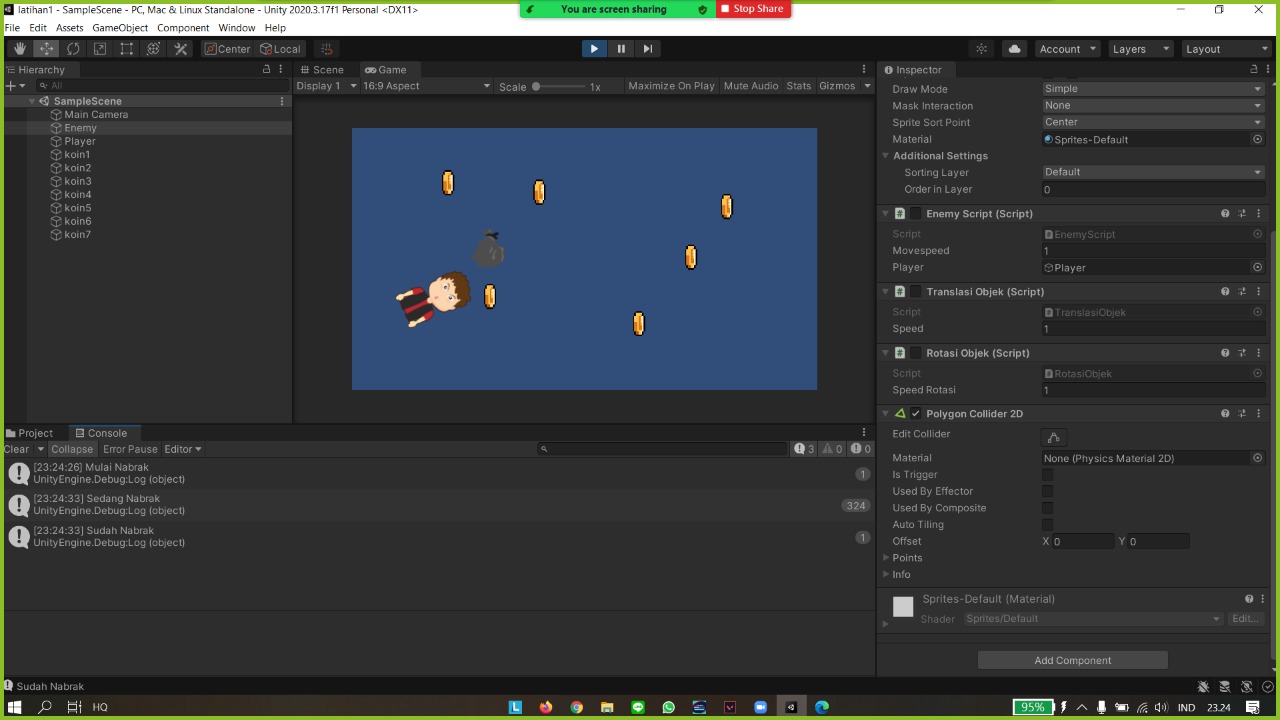 latihan1 - SampleScene - PC, Mac & Linux Standalone - Unity 2020.3.17f1 Personal <DX11>
You are screen sharing
Stop Share
File Edit Assets GameObject Component Window Help
Center Local
Account Layers Layout
Hierarchy
All
SampleScene
Main Camera
Enemy
Player
koin1
koin2
koin3
koin4
koin5
koin6
koin7
Scene Game
Display 1 16:9 Aspect Scale 1x Maximize On Play Mute Audio Stats Gizmos
Inspector
Draw Mode Simple
Mask Interaction None
Sprite Sort Point Center
Material Sprites-Default
Additional Settings
Sorting Layer Default
Order in Layer 0
Enemy Script (Script)
Script EnemyScript
Movespeed 1
Player Player
Translasi Objek (Script)
Script TranslasiObjek
Speed 1
Rotasi Objek (Script)
Script RotasiObjek
Speed Rotasi 1
Polygon Collider 2D
Edit Collider
Material None (Physics Material 2D)
Is Trigger
Used By Effector
Used By Composite
Auto Tiling
Offset X 0 Y 0
Points
Info
Sprites-Default (Material)
Shader Sprites/Default Edit...
Add Component
Project Console
Clear Collapse Error Pause Editor 3 0 0
[23:24:26] Mulai Nabrak
UnityEngine.Debug:Log (object)
1
[23:24:33] Sedang Nabrak
UnityEngine.Debug:Log (object)
324
[23:24:33] Sudah Nabrak
UnityEngine.Debug:Log (object)
1
Sudah Nabrak
HQ
95% IND 23.24